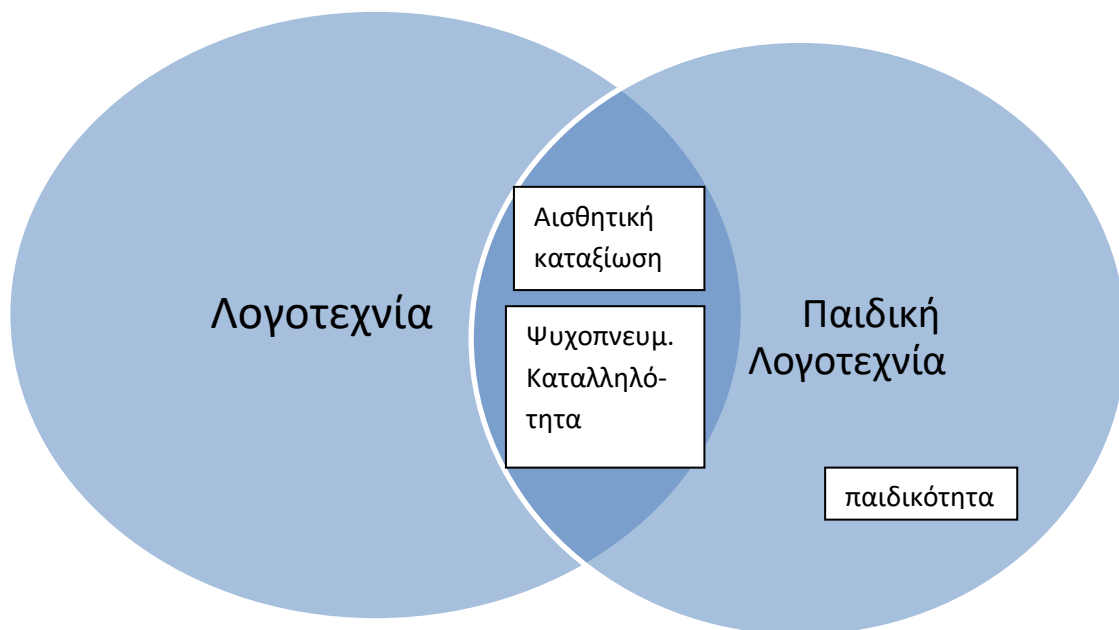 Λογοτεχνία
Αισθητική
καταξίωση
Ψυχοπνευμ.
Καταλληλό-
τητα
Παιδική
Λογοτεχνία
παιδικότητα